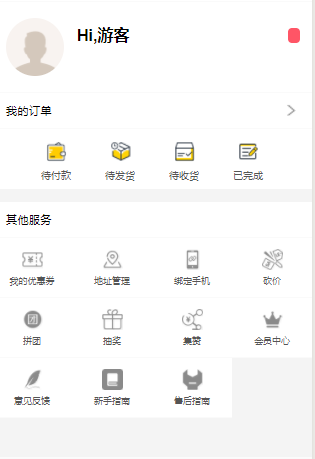 Hi,游客
我的订单
待付款 待发货 待收货 已完成
其他服务
我的优惠券 地址管理 绑定手机 砍价
拼团 抽奖 集赞 会员中心
意见反馈 新手指南 售后指南